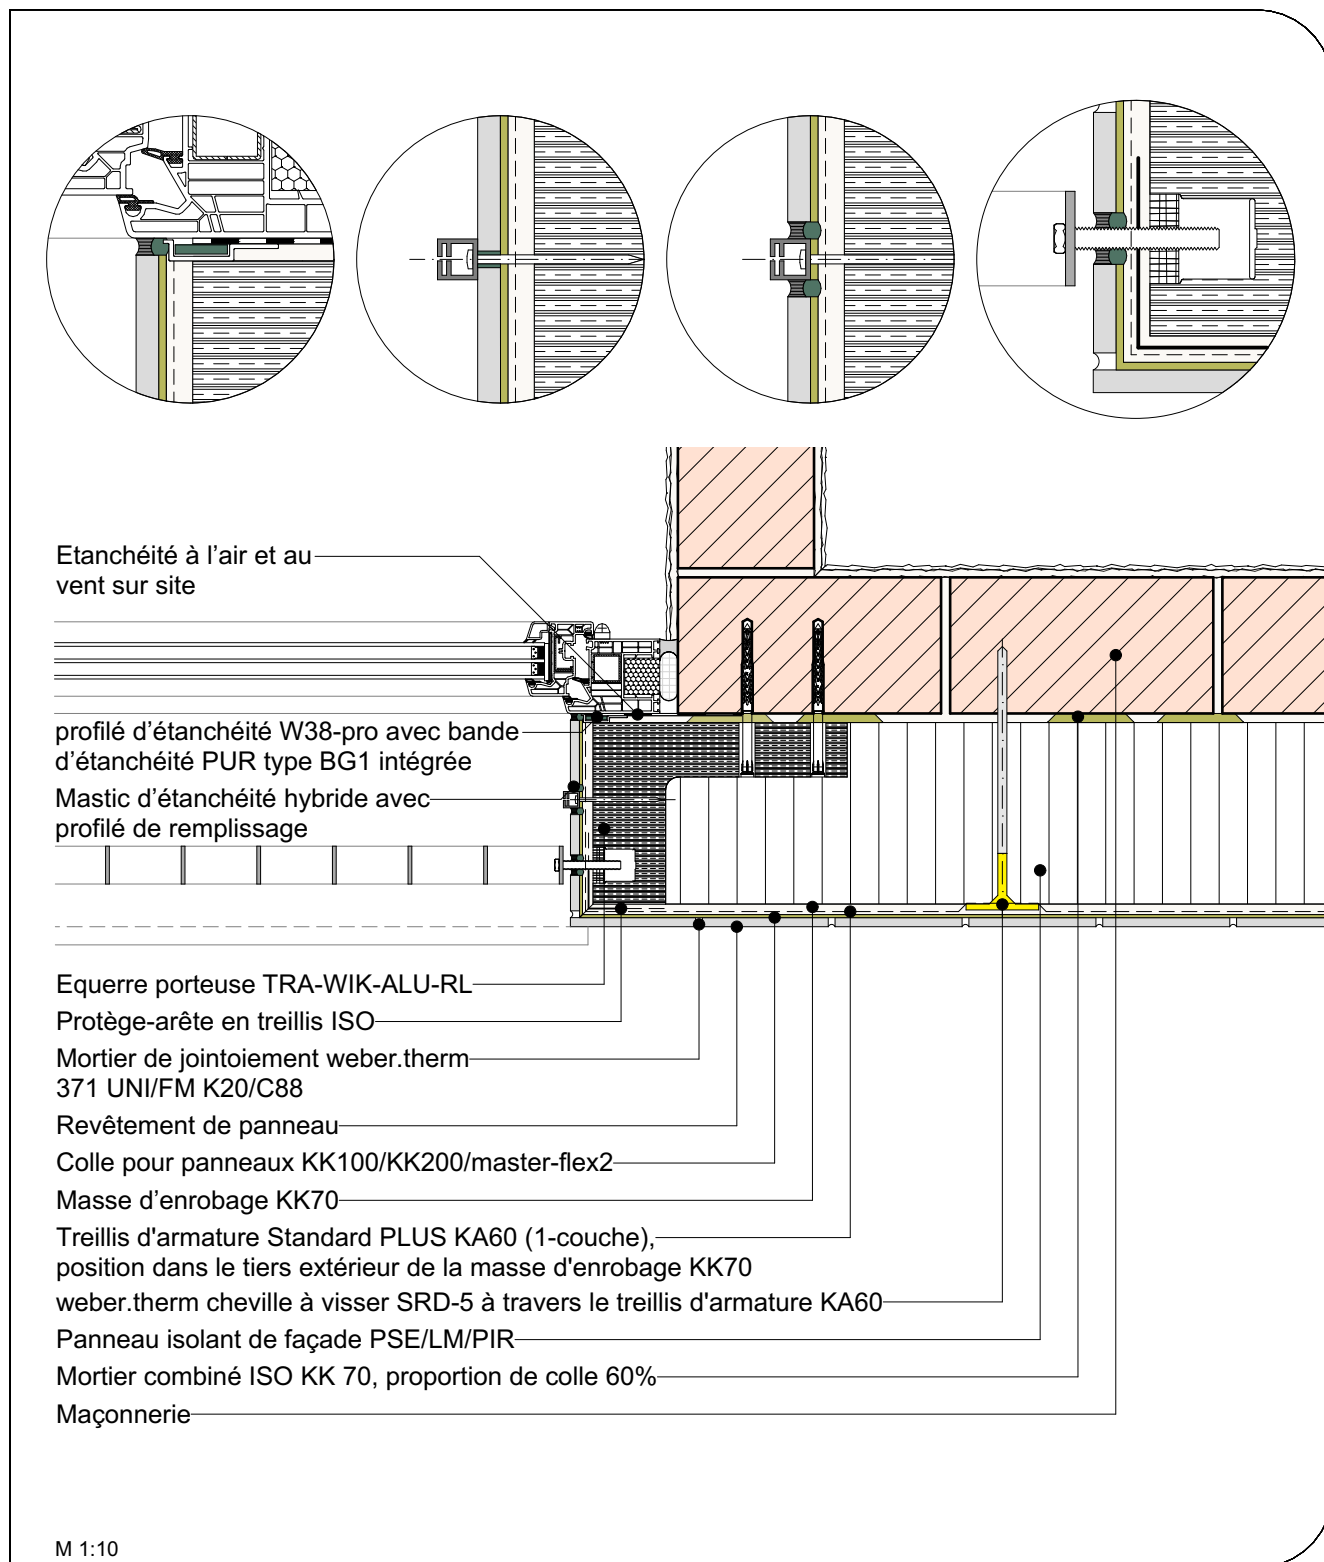 Etanchéité à l’air et au
vent sur site
profilé d’étanchéité W38-pro avec bande
d’étanchéité PUR type BG1 intégrée
Mastic d’étanchéité hybride avec
profilé de remplissage
Equerre porteuse TRA-WIK-ALU-RL
Protège-arête en treillis ISO
Mortier de jointoiement weber.therm
371 UNI/FM K20/C88
Revêtement de panneau
Colle pour panneaux KK100/KK200/master-flex2
Masse d’enrobage KK70
Treillis d'armature Standard PLUS KA60 (1-couche),
position dans le tiers extérieur de la masse d'enrobage KK70
weber.therm cheville à visser SRD-5 à travers le treillis d'armature KA60
Panneau isolant de façade PSE/LM/PIR
Mortier combiné ISO KK 70, proportion de colle 60%
Maçonnerie
M 1:10